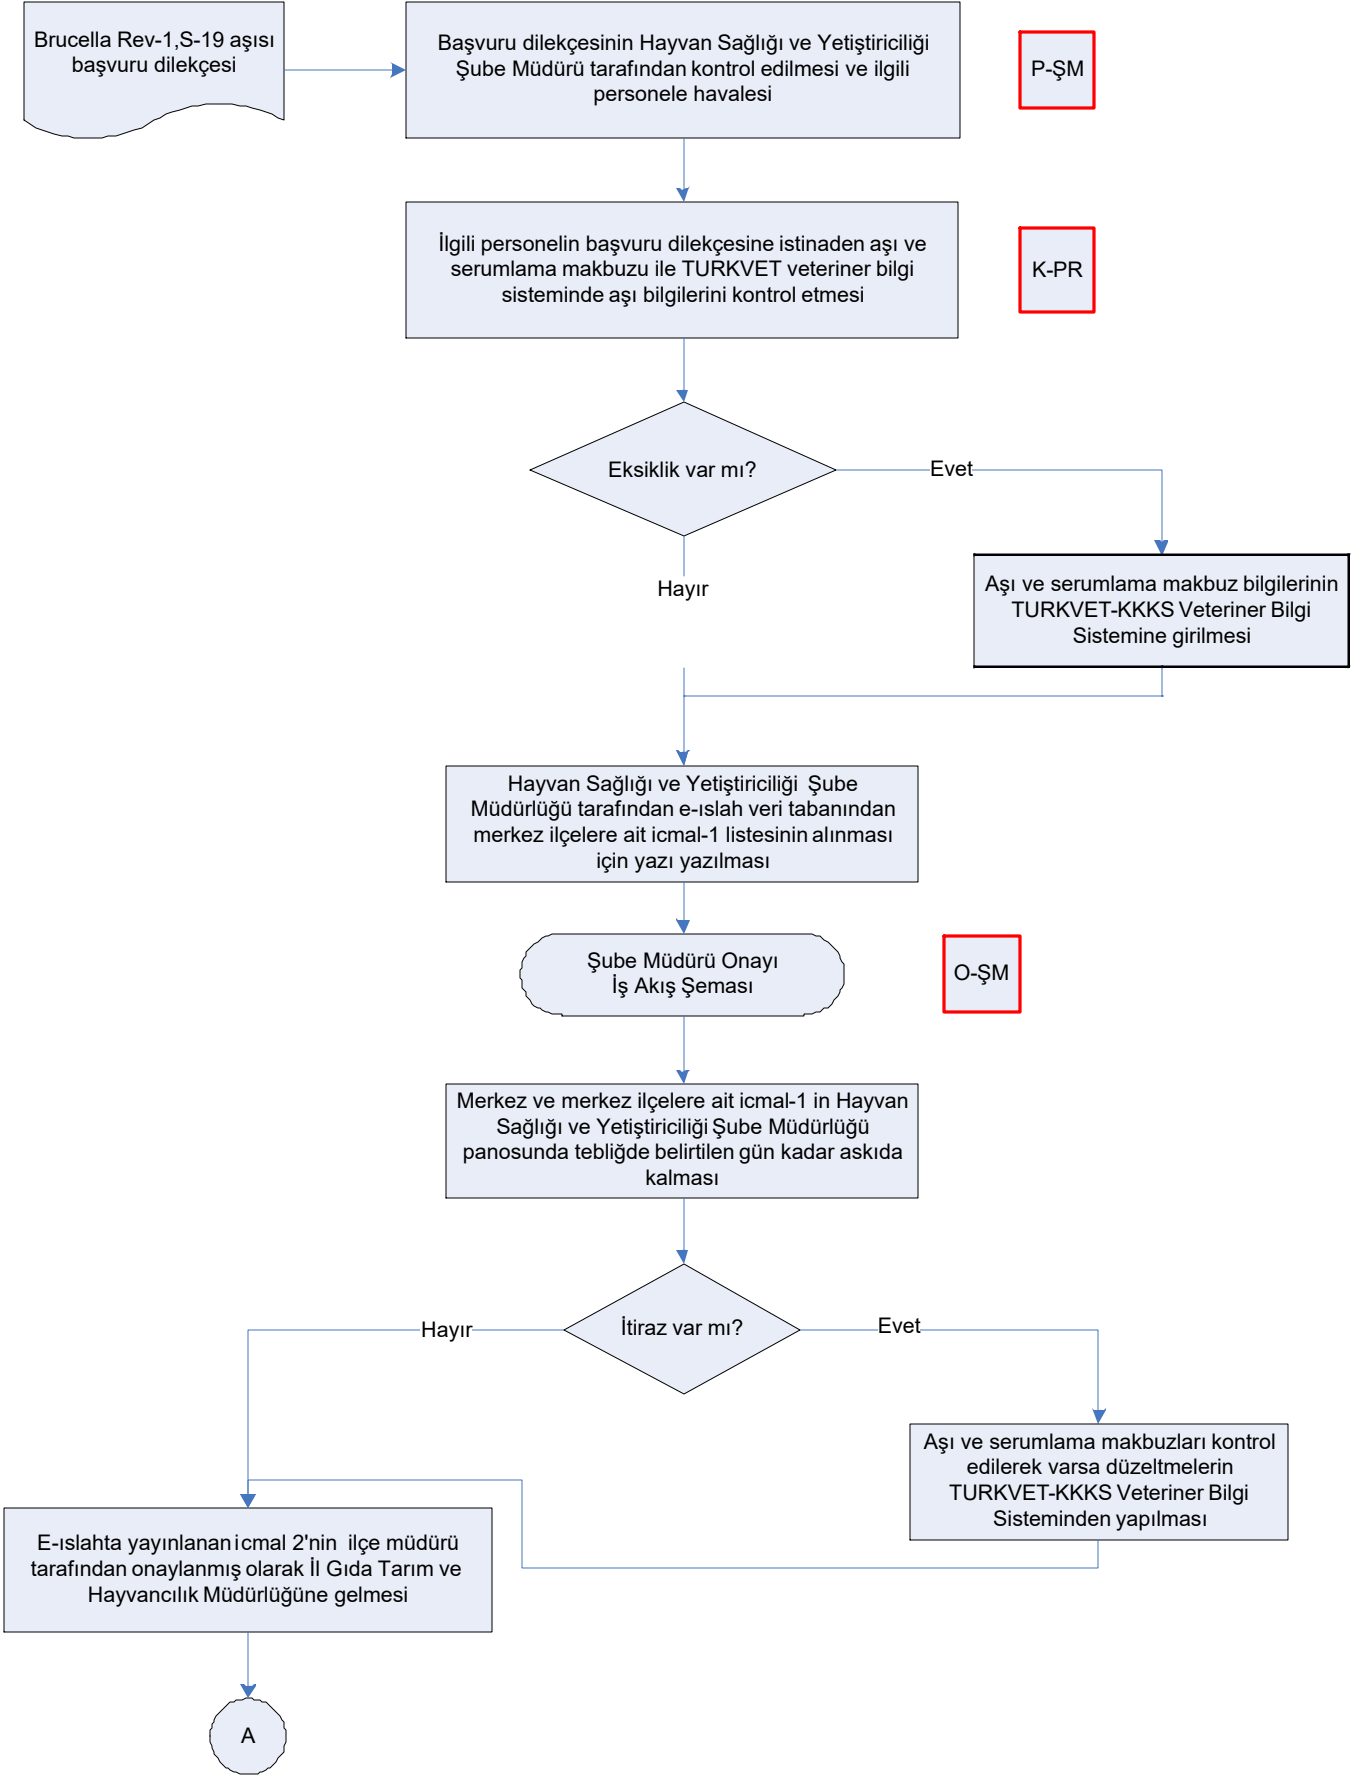 Brucella Rev-1,S-19 aşısı
başvuru dilekçesi
Başvuru dilekçesinin Hayvan Sağlığı ve Yetiştiriciliği
Şube Müdürü tarafından kontrol edilmesi ve ilgili
personele havalesi
P-ŞM
İlgili personelin başvuru dilekçesine istinaden aşı ve
serumlama makbuzu ile TURKVET veteriner bilgi
sisteminde aşı bilgilerini kontrol etmesi
K-PR
Eksiklik var mı?
Evet
Hayır
Aşı ve serumlama makbuz bilgilerinin
TURKVET-KKKS Veteriner Bilgi
Sistemine girilmesi
Hayvan Sağlığı ve Yetiştiriciliği Şube
Müdürlüğü tarafından e-ıslah veri tabanından
merkez ilçelere ait icmal-1 listesinin alınması
için yazı yazılması
Şube Müdürü Onayı
İş Akış Şeması
O-ŞM
Merkez ve merkez ilçelere ait icmal-1 in Hayvan
Sağlığı ve Yetiştiriciliği Şube Müdürlüğü
panosunda tebliğde belirtilen gün kadar askıda
kalması
İtiraz var mı?
Hayır
Evet
Aşı ve serumlama makbuzları kontrol
edilerek varsa düzeltmelerin
TURKVET-KKKS Veteriner Bilgi
Sisteminden yapılması
E-ıslahta yayınlanan icmal 2'nin ilçe müdürü
tarafından onaylanmış olarak İl Gıda Tarım ve
Hayvancılık Müdürlüğüne gelmesi
A